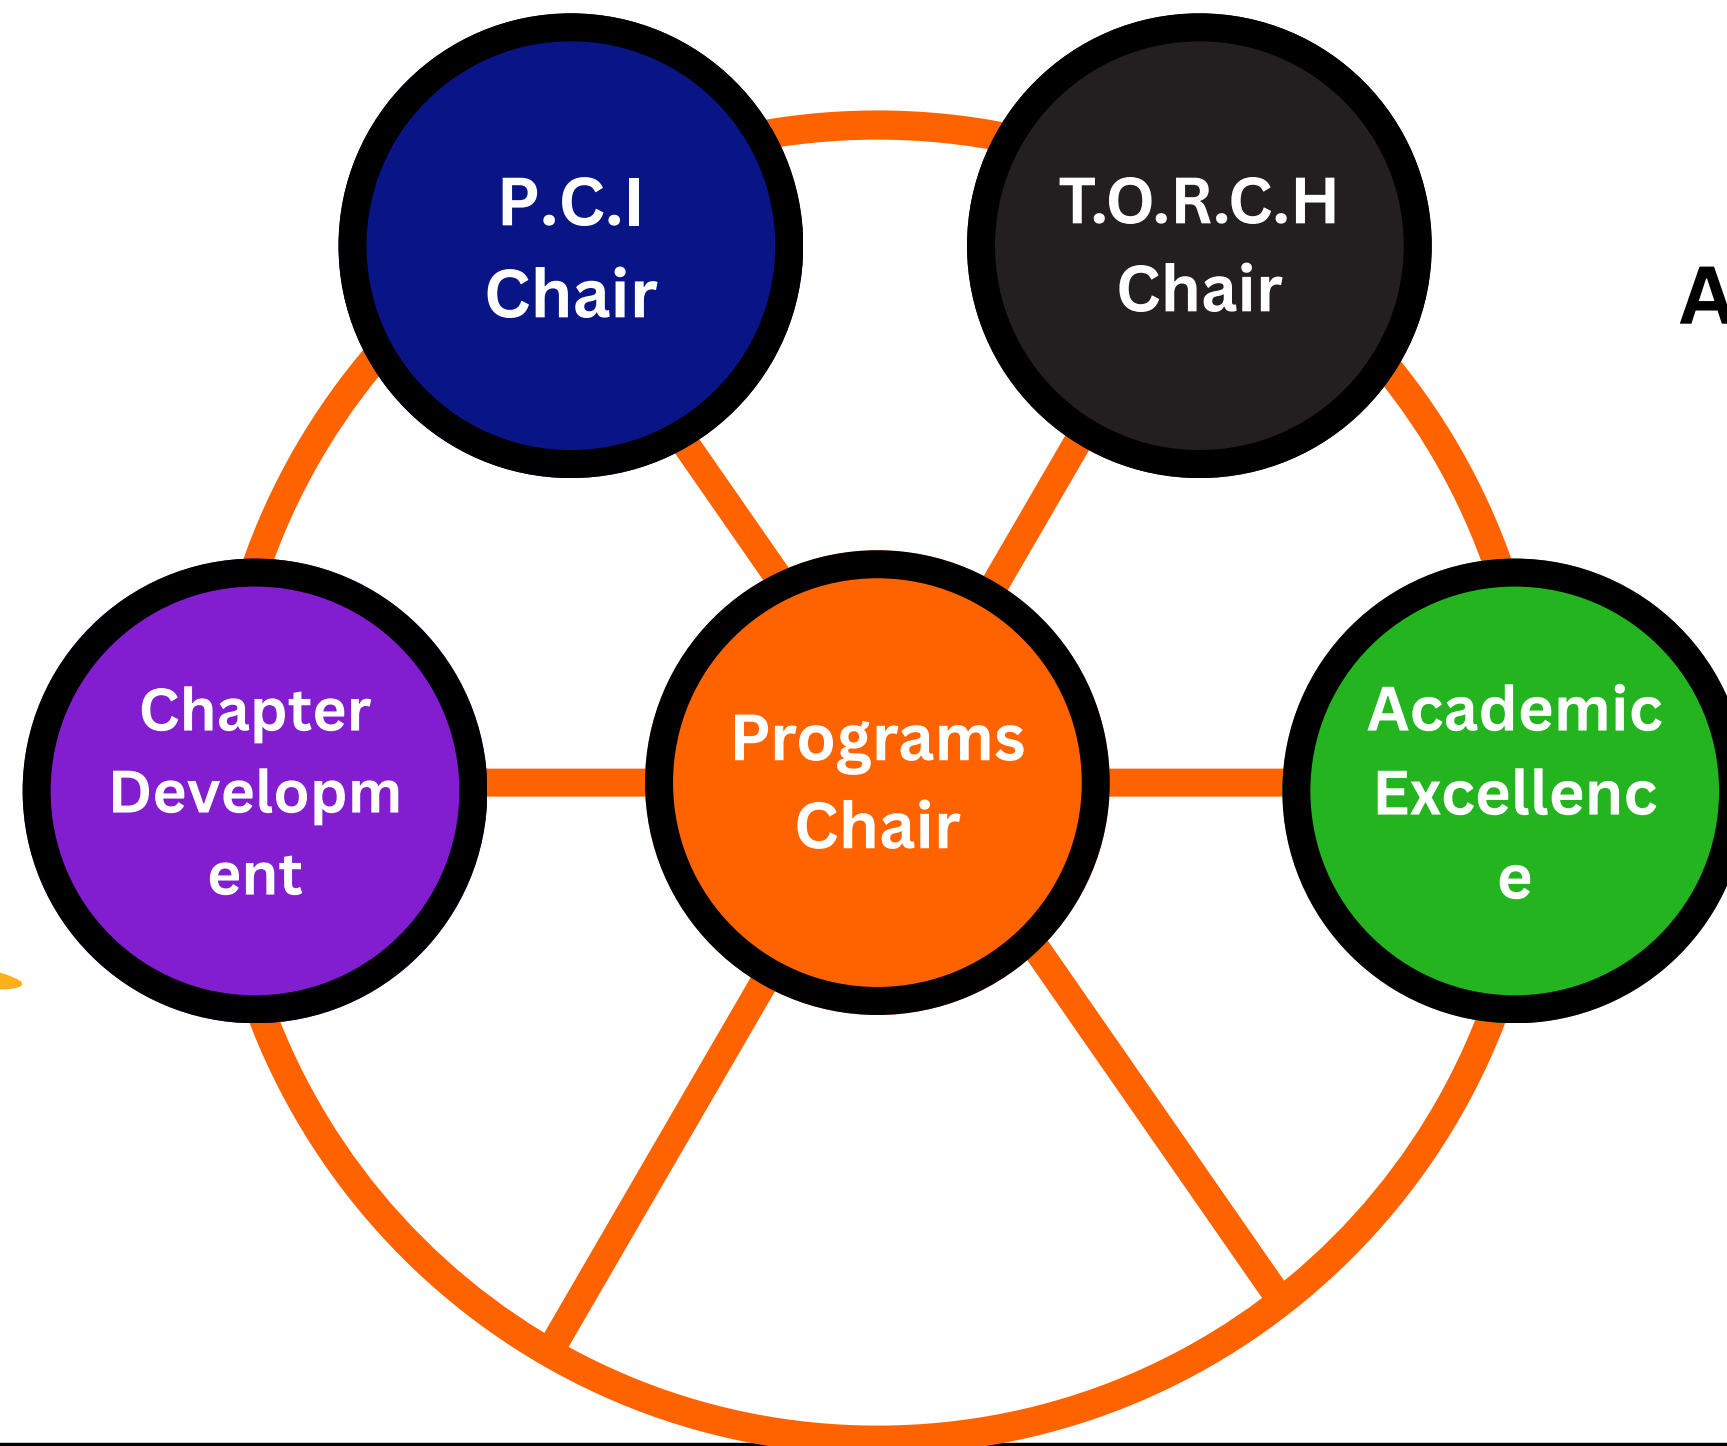 P.C.I
Chair
T.O.R.C.H
Chair
A
Chapter
Developm
ent
Programs
Chair
Academic
Excellenc
e